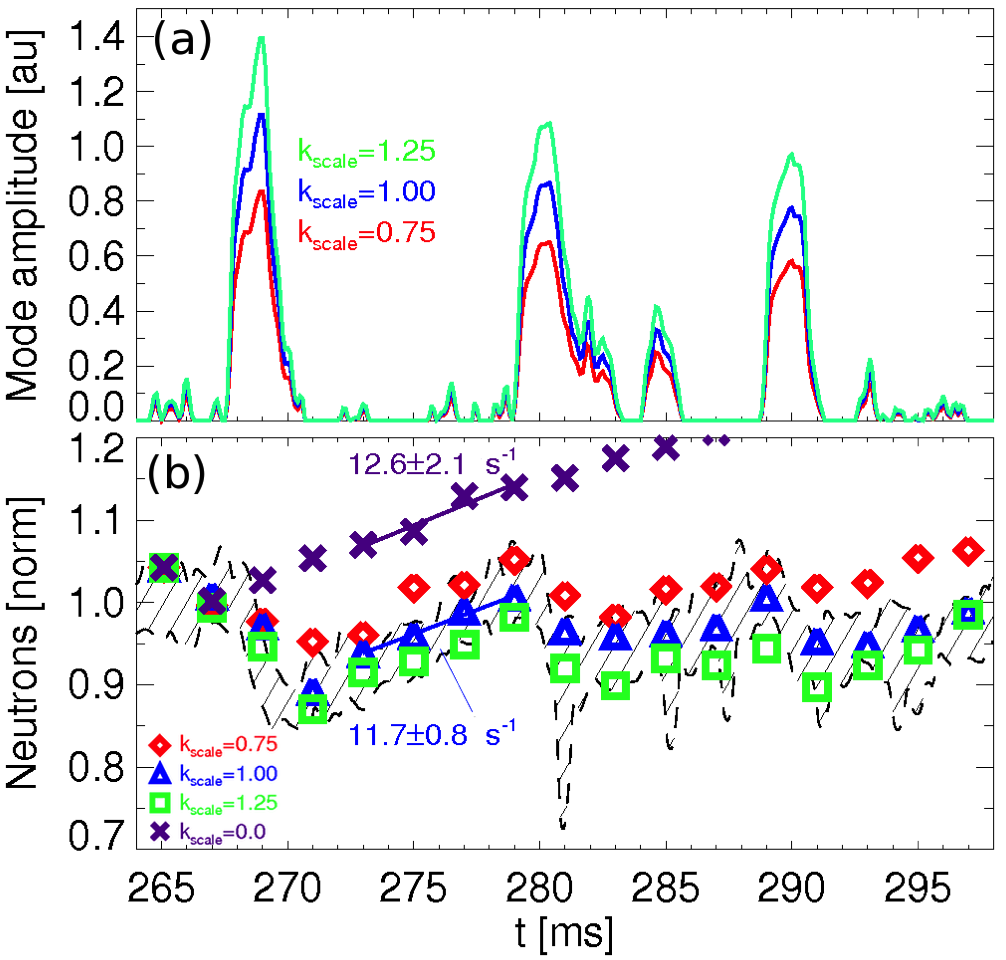 (a)
Mode amplitude [au]
1.4
1.2
1.0
0.8
0.6
0.4
0.2
0.0
kscale=1.25
kscale=1.00
kscale=0.75
(b)
Neutrons [norm]
1.2
1.1
1.0
0.9
0.8
0.7
12.6±2.1 s⁻¹
11.7±0.8 s⁻¹
kscale=0.75
kscale=1.00
kscale=1.25
kscale=0.0
265 270 275 280 285 290 295
t [ms]